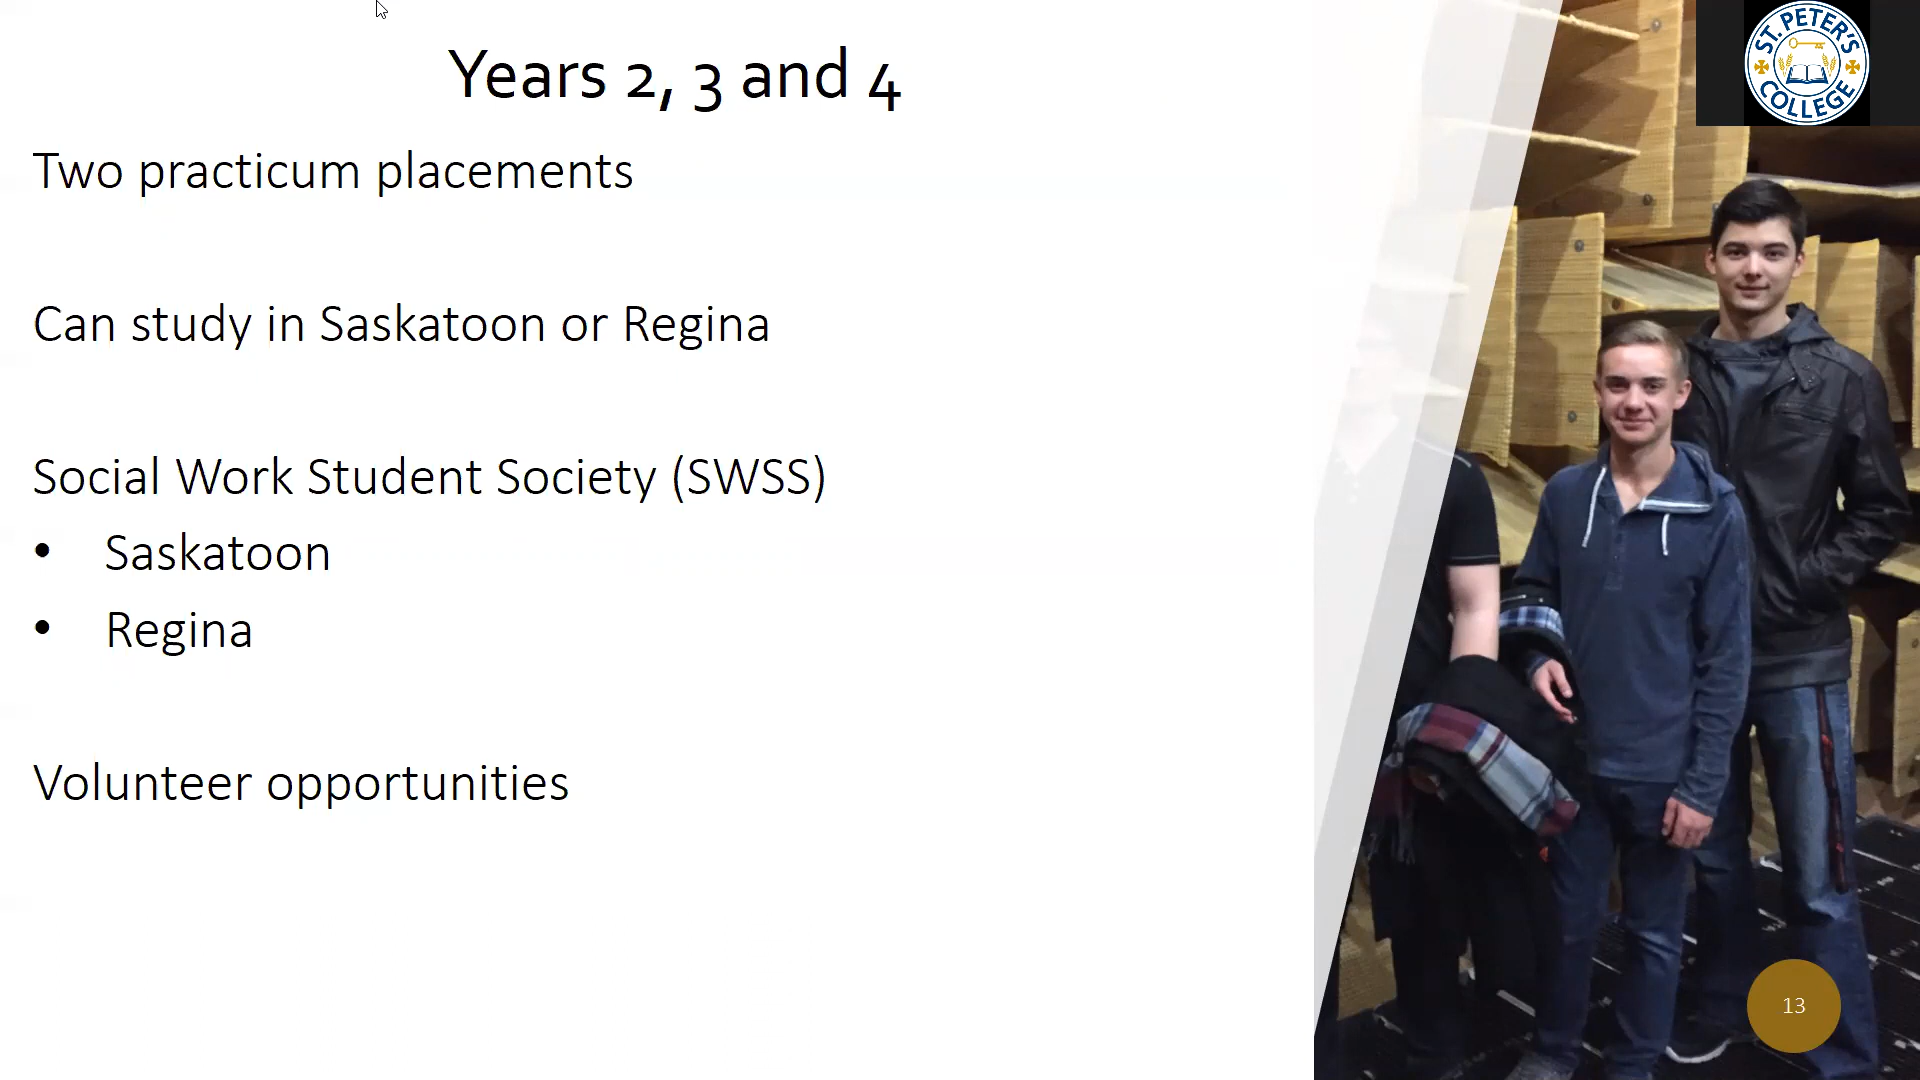 Years 2, 3 and 4
Two practicum placements
Can study in Saskatoon or Regina
Social Work Student Society (SWSS)
• Saskatoon
• Regina
Volunteer opportunities
ST. PETER'S
COLLEGE
13